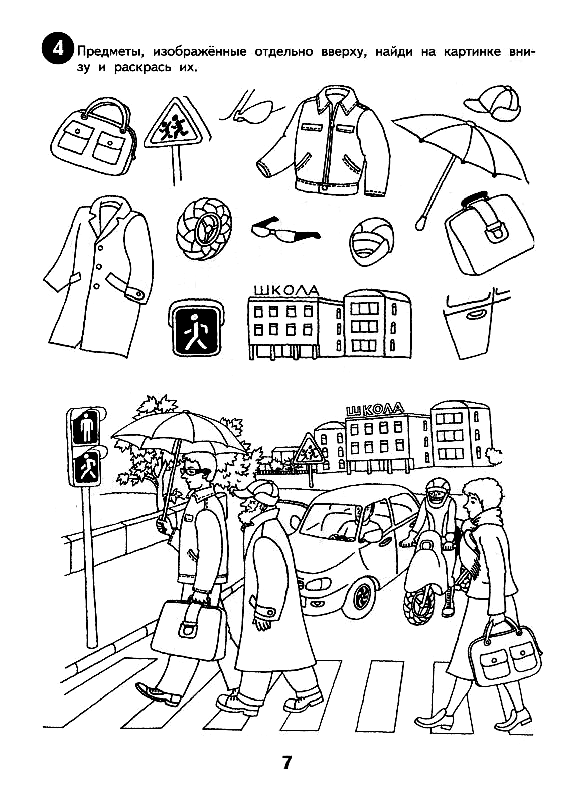 4 Предметы, изображённые отдельно вверху, найди на картинке вни-
зу и раскрась их.
ШКОЛА
ШКОЛА
7